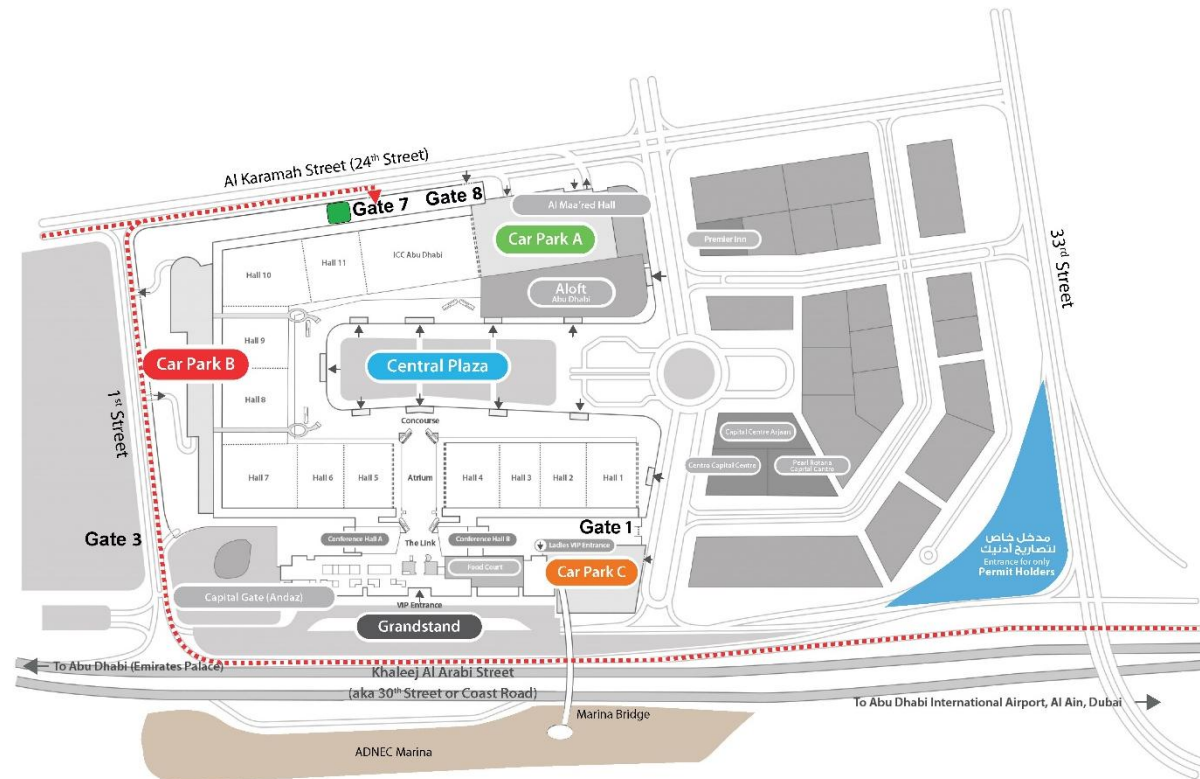 Al Karamah Street (24th Street)
Gate 7
Gate 8
Al Maa'red Hall
Car Park A
Premier Inn
33rd Street
Hall 10
Hall 11
ICC Abu Dhabi
Aloft
Abu Dhabi
Car Park B
Hall 9
Hall 8
Central Plaza
1st Street
Concourse
Capital Centre Arjaan
Centro Capital Centre
Pearl Rotana
Capital Centre
Hall 7
Hall 6
Hall 5
Atrium
Hall 4
Hall 3
Hall 2
Hall 1
Gate 3
Gate 1
Conference Hall A
The Link
Conference Hall B
Ladies VIP Entrance
Food Court
Car Park C
مدخل خاص
لتصاريح أدنيك
Entrance for only
Permit Holders
Capital Gate (Andaz)
VIP Entrance
Grandstand
To Abu Dhabi (Emirates Palace)
Khaleej Al Arabi Street
(aka 30th Street or Coast Road)
To Abu Dhabi International Airport, Al Ain, Dubai
Marina Bridge
ADNEC Marina